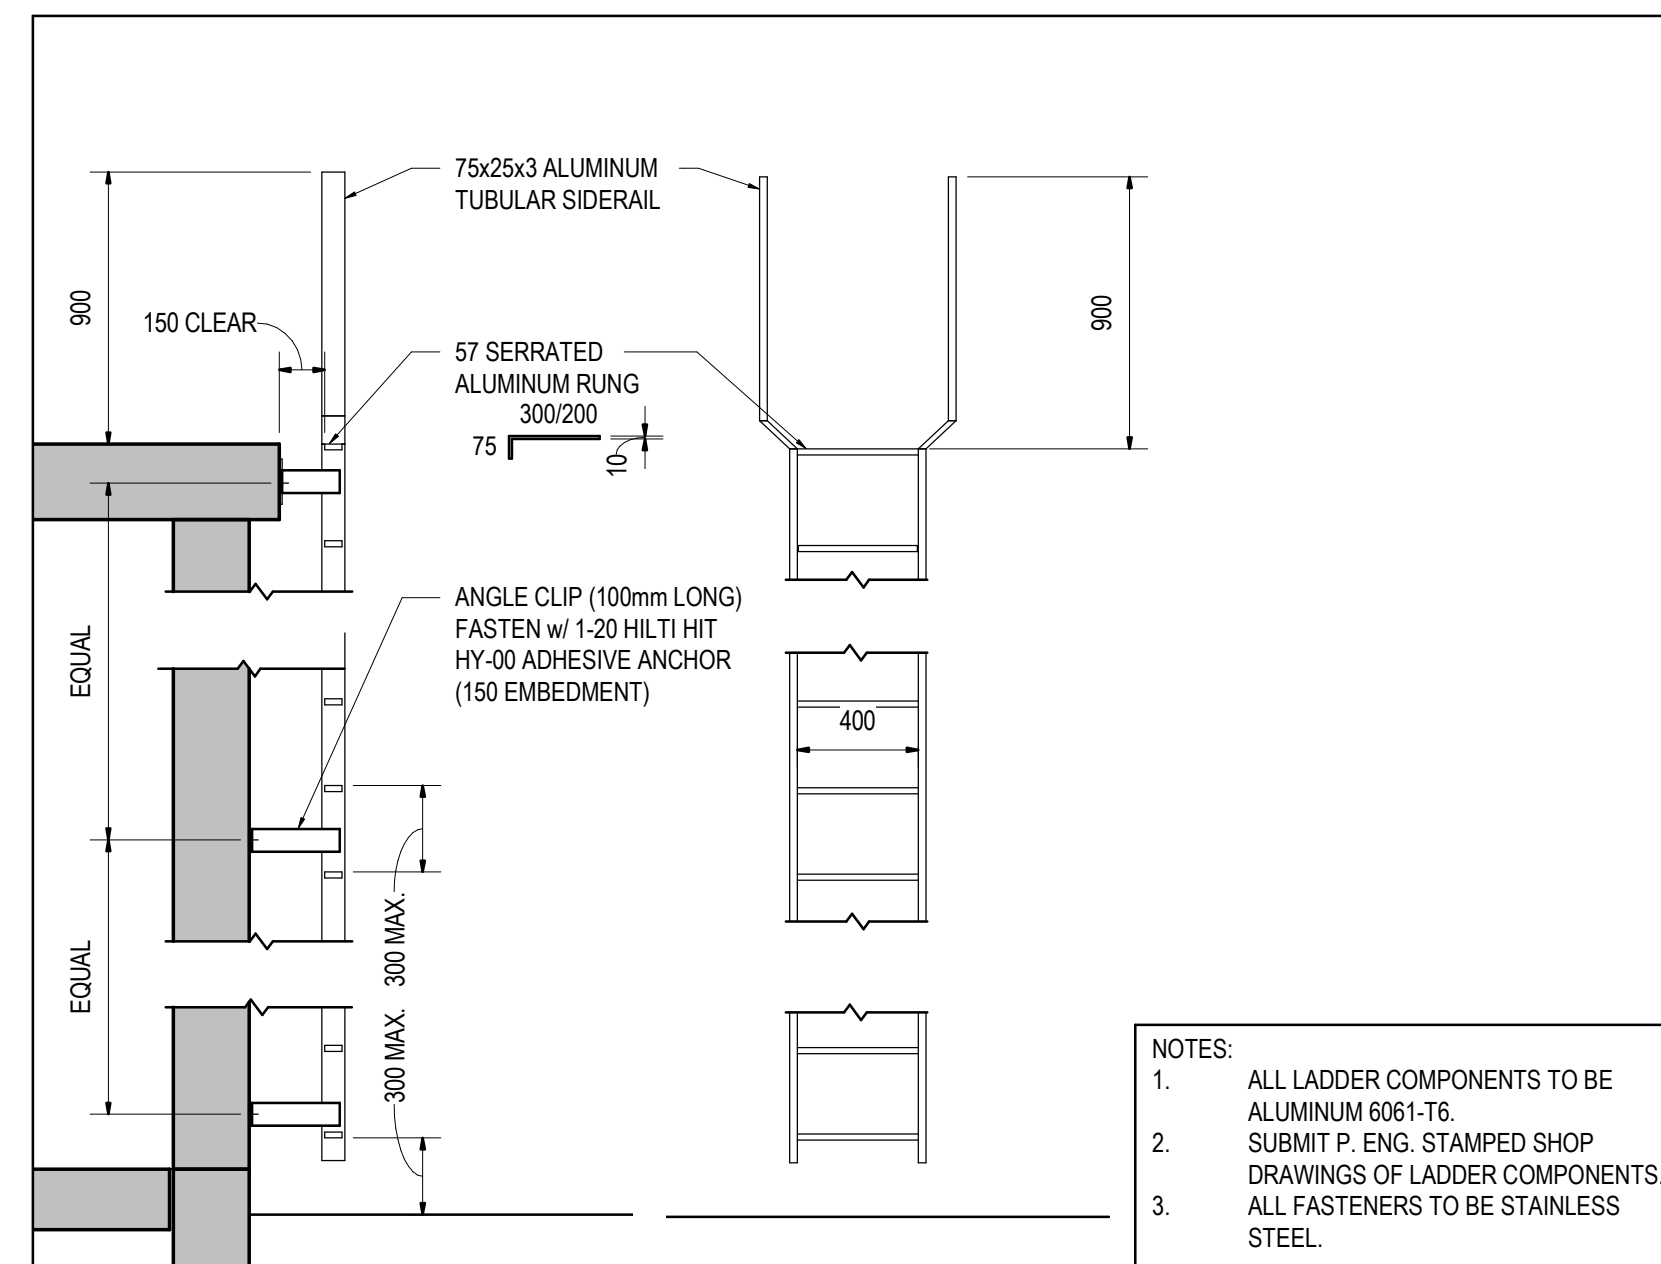 75x25x3 ALUMINUM
TUBULAR SIDERAIL
900
150 CLEAR
900
57 SERRATED
ALUMINUM RUNG
300/200
75
10
ANGLE CLIP (100mm LONG)
FASTEN w/ 1-20 HILTI HIT
HY-00 ADHESIVE ANCHOR
(150 EMBEDMENT)
EQUAL
400
300 MAX.
EQUAL
300 MAX.
NOTES:
1. ALL LADDER COMPONENTS TO BE
ALUMINUM 6061-T6.
2. SUBMIT P. ENG. STAMPED SHOP
DRAWINGS OF LADDER COMPONENTS.
3. ALL FASTENERS TO BE STAINLESS
STEEL.